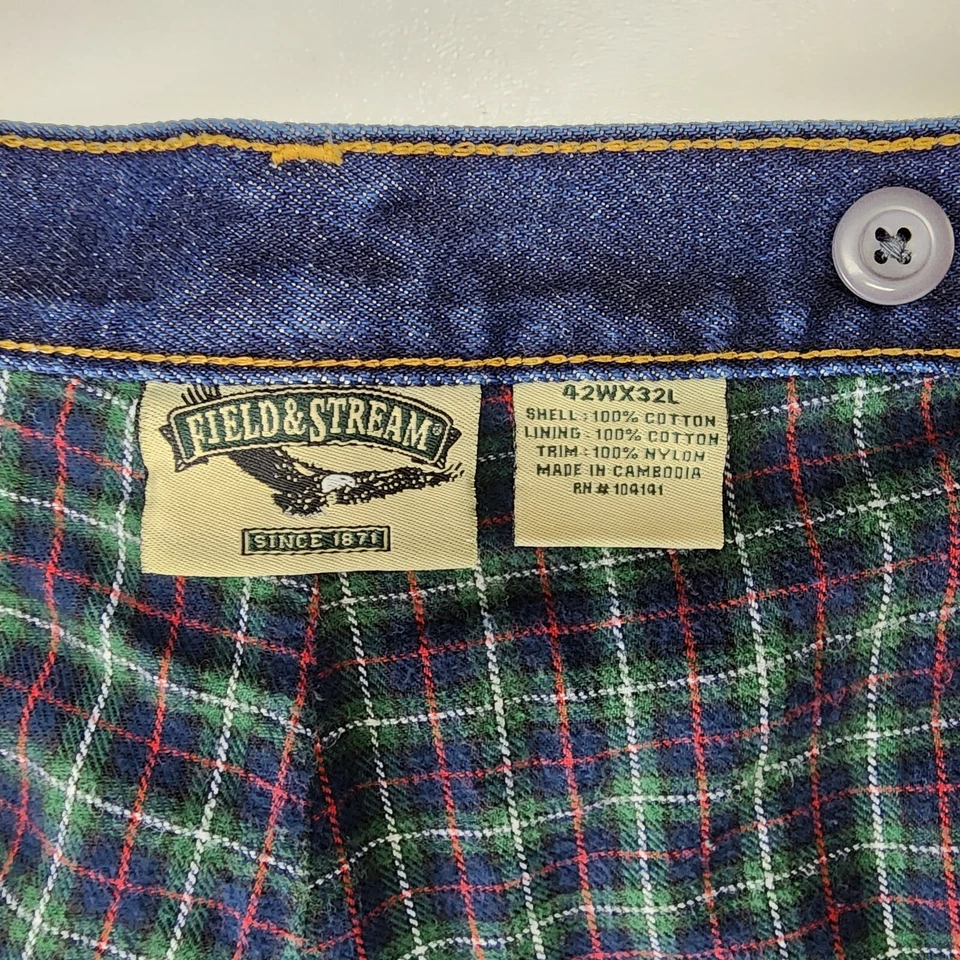 FIELD & STREAM®
SINCE 1871
42WX32L
SHELL : 100% COTTON
LINING : 100% COTTON
TRIM : 100% NYLON
MADE IN CAMBODIA
RN # 104141